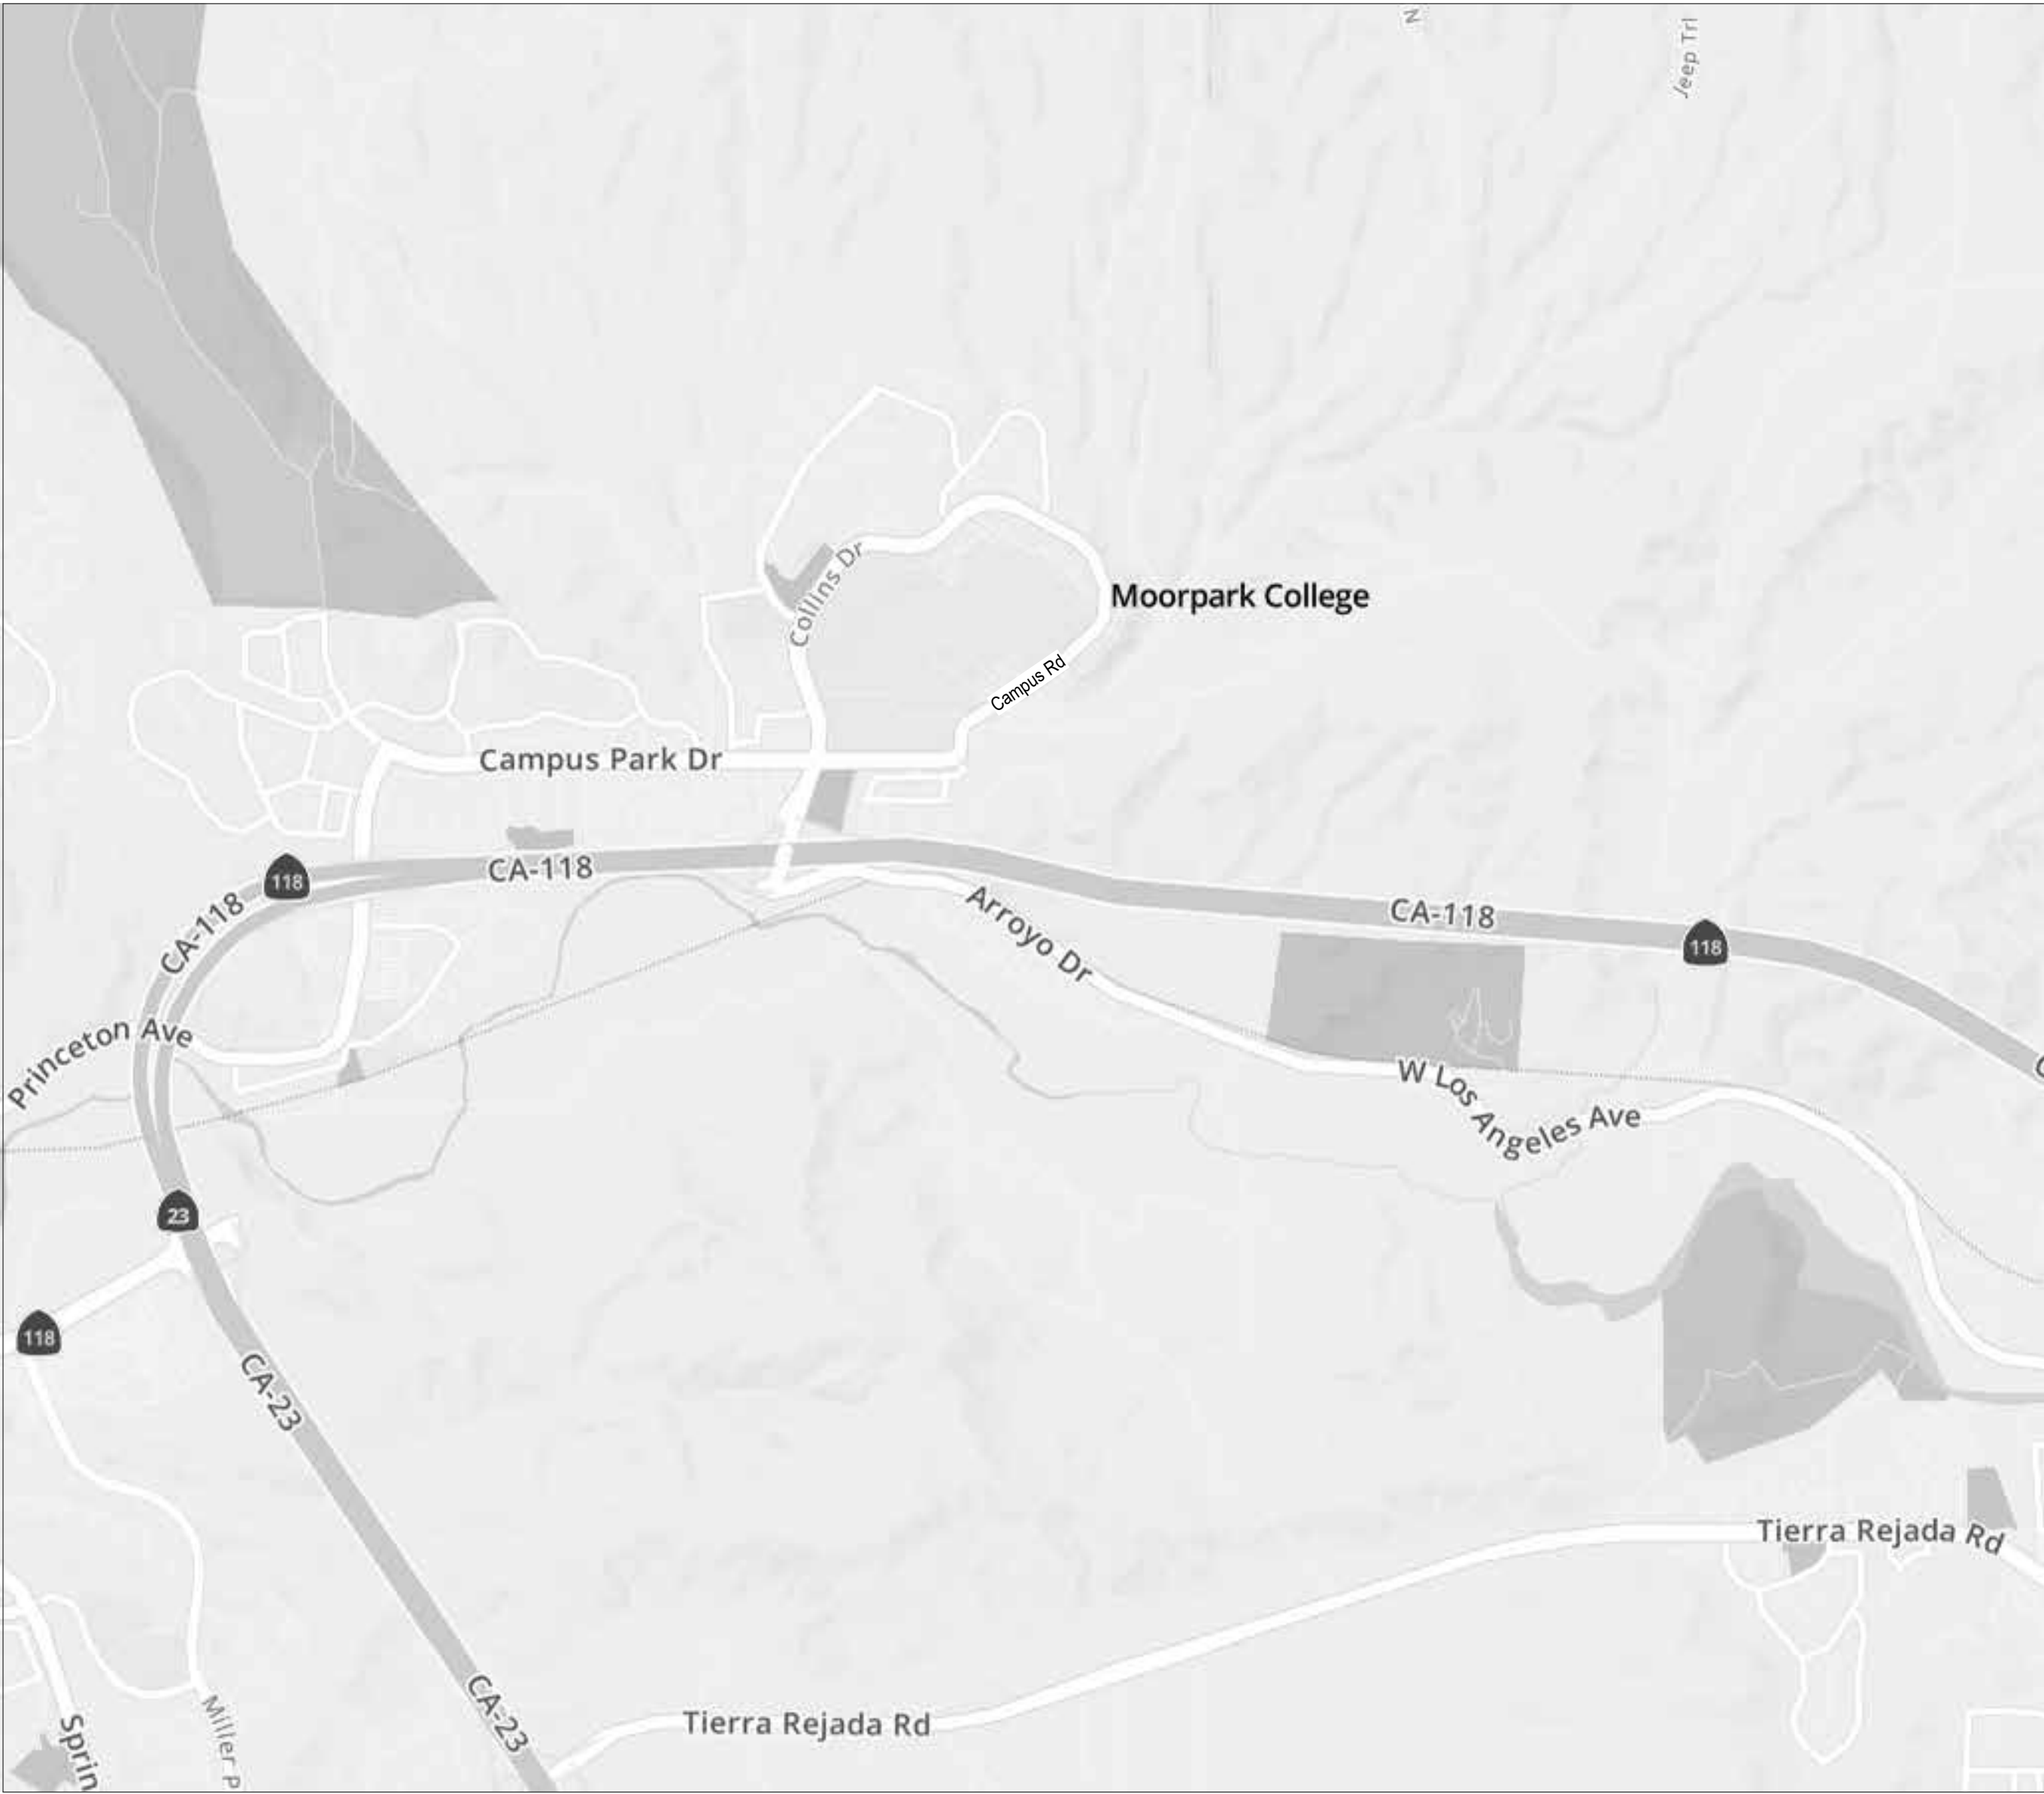 N
Jeep Trl
Collins Dr
Moorpark College
Campus Rd
Campus Park Dr
118
CA-118
CA-118
Arroyo Dr
CA-118
118
Princeton Ave
W Los Angeles Ave
23
118
CA-23
Tierra Rejada Rd
CA-23
Miller P
Sprin
Tierra Rejada Rd